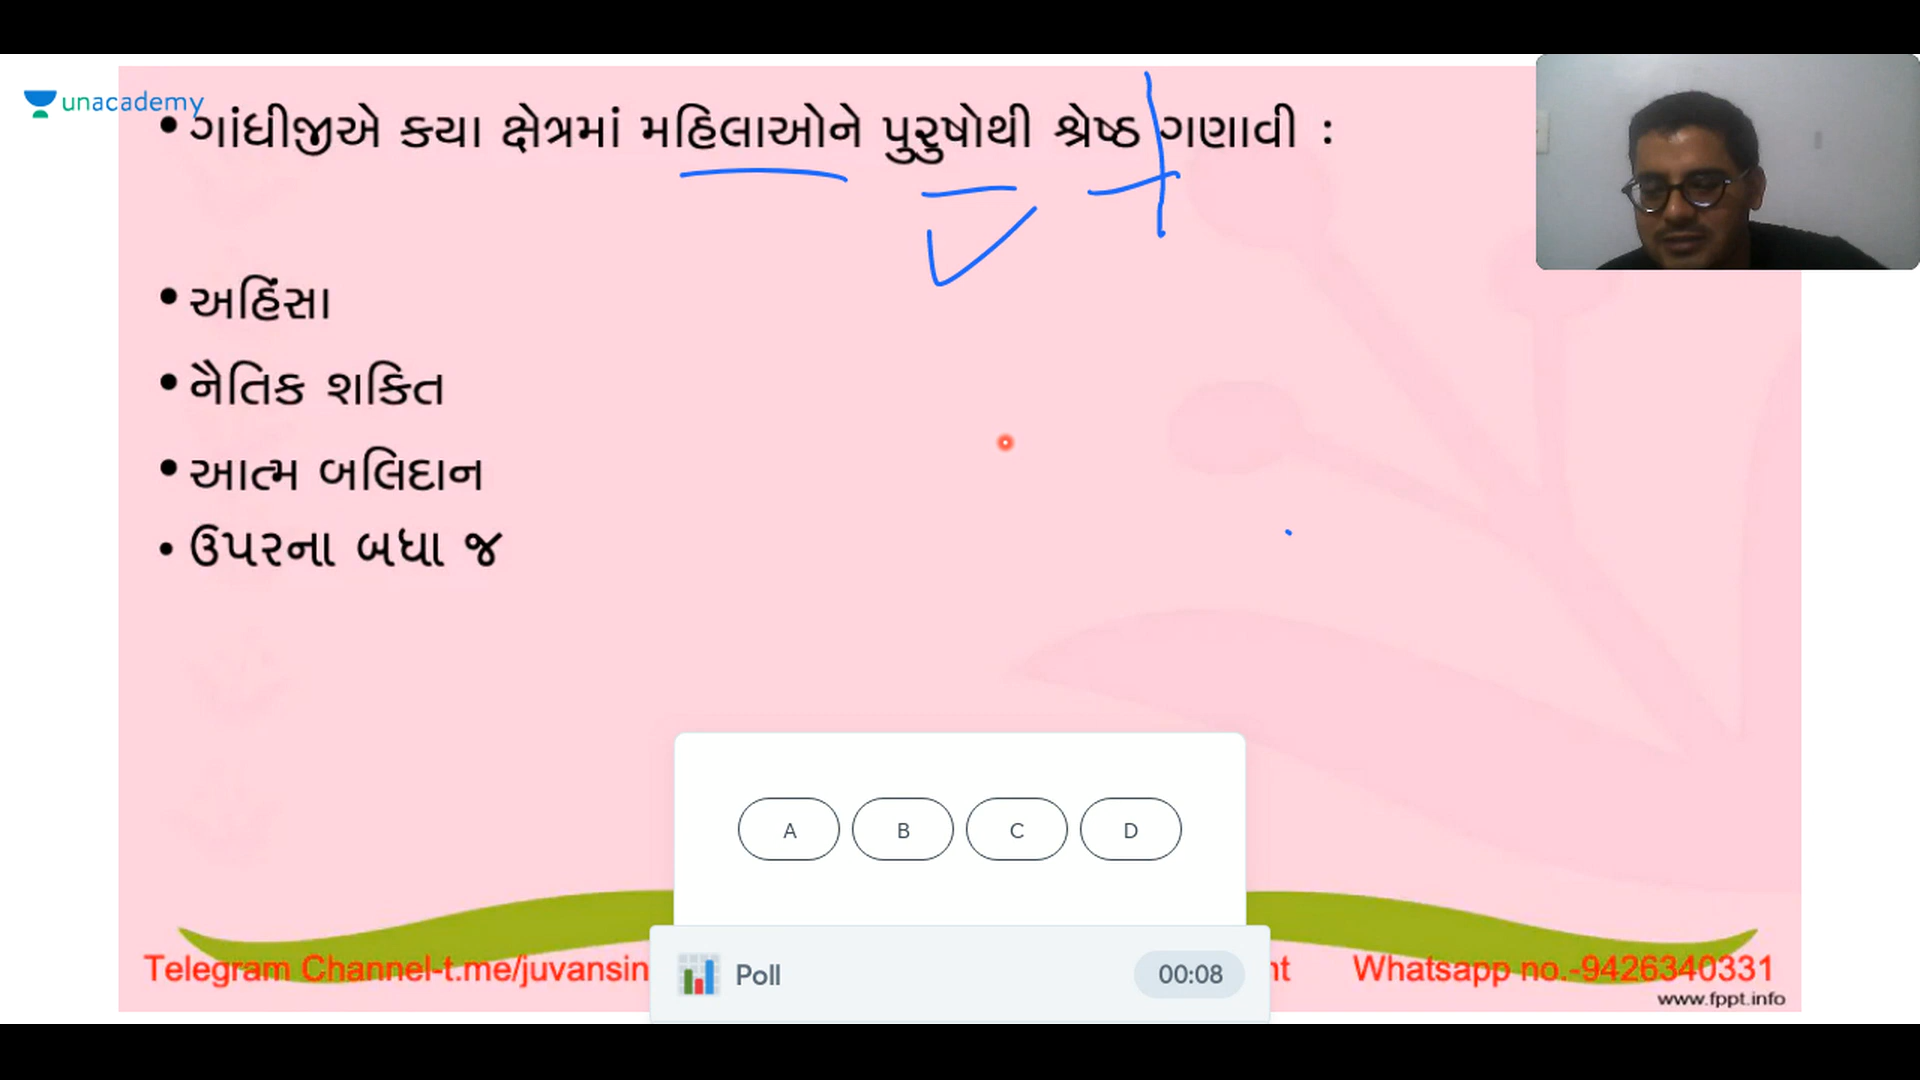 unacademy
• ગાંધીજીએ કયા ક્ષેત્રમાં મહિલાઓને પુરુષોથી શ્રેષ્ઠ ગણાવી :
• અહિંસા
• નૈતિક શકિત
• આત્મ બલિદાન
• ઉપરના બધા જ
A B C D
Telegram Channel-t.me/juvansin
Whatsapp no.-9426340331
Poll 00:08
www.fppt.info